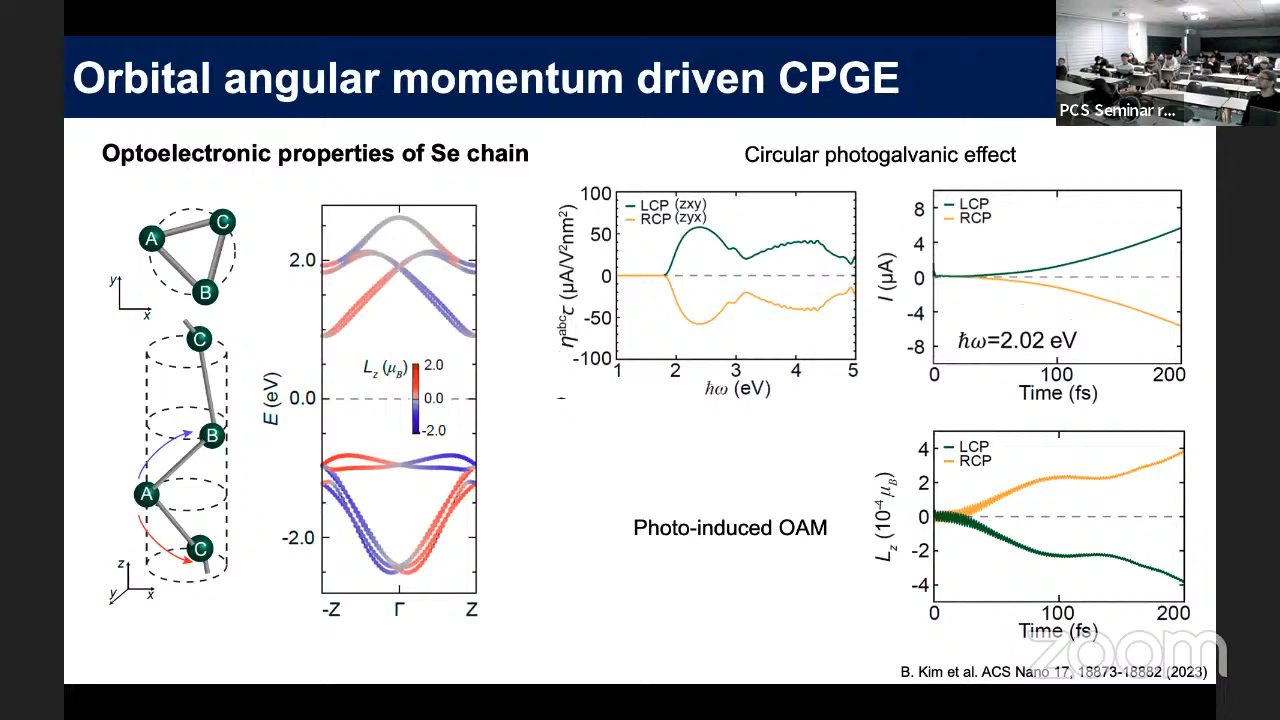 Orbital angular momentum driven CPGE
PCS Seminar r...
Optoelectronic properties of Se chain
Circular photogalvanic effect
A
C
B
y
x
C
B
A
C
z
y
x
E (eV)
2.0
0.0
-2.0
L_z (μ_B)
2.0
0.0
-2.0
-Z
Γ
Z
η^abc τ (μA/V²nm²)
100
50
0
-50
-100
LCP (zxy)
RCP (zyx)
1 2 3 4 5
ħω (eV)
I (μA)
8
4
0
-4
-8
LCP
RCP
ħω=2.02 eV
0 100 200
Time (fs)
Photo-induced OAM
L_z (10⁻⁴ μ_B)
4
2
0
-2
-4
LCP
RCP
0 100 200
Time (fs)
zoom
B. Kim et al. ACS Nano 17, 18873-18882 (2023)